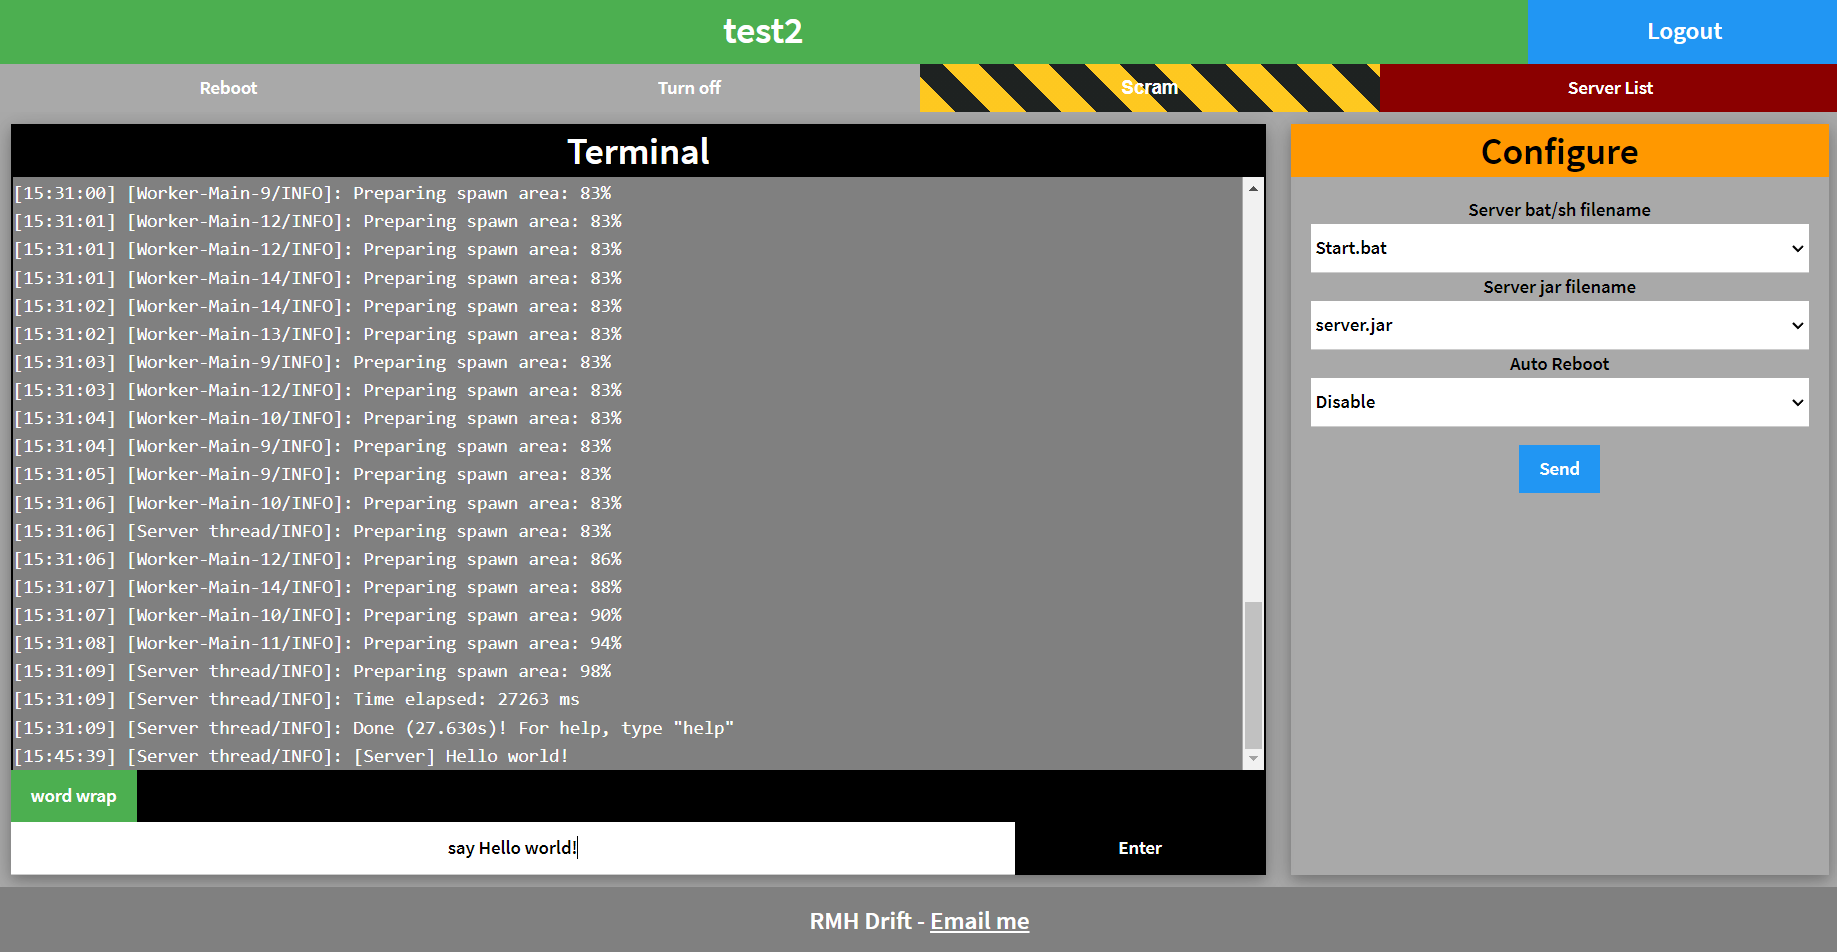 test2
Logout
Reboot
Turn off
Scram
Server List
Terminal
[15:31:00] [Worker-Main-9/INFO]: Preparing spawn area: 83%
[15:31:01] [Worker-Main-12/INFO]: Preparing spawn area: 83%
[15:31:01] [Worker-Main-12/INFO]: Preparing spawn area: 83%
[15:31:01] [Worker-Main-14/INFO]: Preparing spawn area: 83%
[15:31:02] [Worker-Main-14/INFO]: Preparing spawn area: 83%
[15:31:02] [Worker-Main-13/INFO]: Preparing spawn area: 83%
[15:31:03] [Worker-Main-9/INFO]: Preparing spawn area: 83%
[15:31:03] [Worker-Main-12/INFO]: Preparing spawn area: 83%
[15:31:04] [Worker-Main-10/INFO]: Preparing spawn area: 83%
[15:31:04] [Worker-Main-9/INFO]: Preparing spawn area: 83%
[15:31:05] [Worker-Main-9/INFO]: Preparing spawn area: 83%
[15:31:06] [Worker-Main-10/INFO]: Preparing spawn area: 83%
[15:31:06] [Server thread/INFO]: Preparing spawn area: 83%
[15:31:06] [Worker-Main-12/INFO]: Preparing spawn area: 86%
[15:31:07] [Worker-Main-14/INFO]: Preparing spawn area: 88%
[15:31:07] [Worker-Main-10/INFO]: Preparing spawn area: 90%
[15:31:08] [Worker-Main-11/INFO]: Preparing spawn area: 94%
[15:31:09] [Server thread/INFO]: Preparing spawn area: 98%
[15:31:09] [Server thread/INFO]: Time elapsed: 27263 ms
[15:31:09] [Server thread/INFO]: Done (27.630s)! For help, type "help"
[15:45:39] [Server thread/INFO]: [Server] Hello world!
word wrap
say Hello world!
Enter
Configure
Server bat/sh filename
Start.bat
Server jar filename
server.jar
Auto Reboot
Disable
Send
RMH Drift - Email me